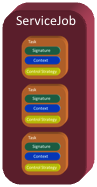 ServiceJob
Task
Signature
Context
Control Strategy
Task
Signature
Context
Control Strategy
Task
Signature
Context
Control Strategy